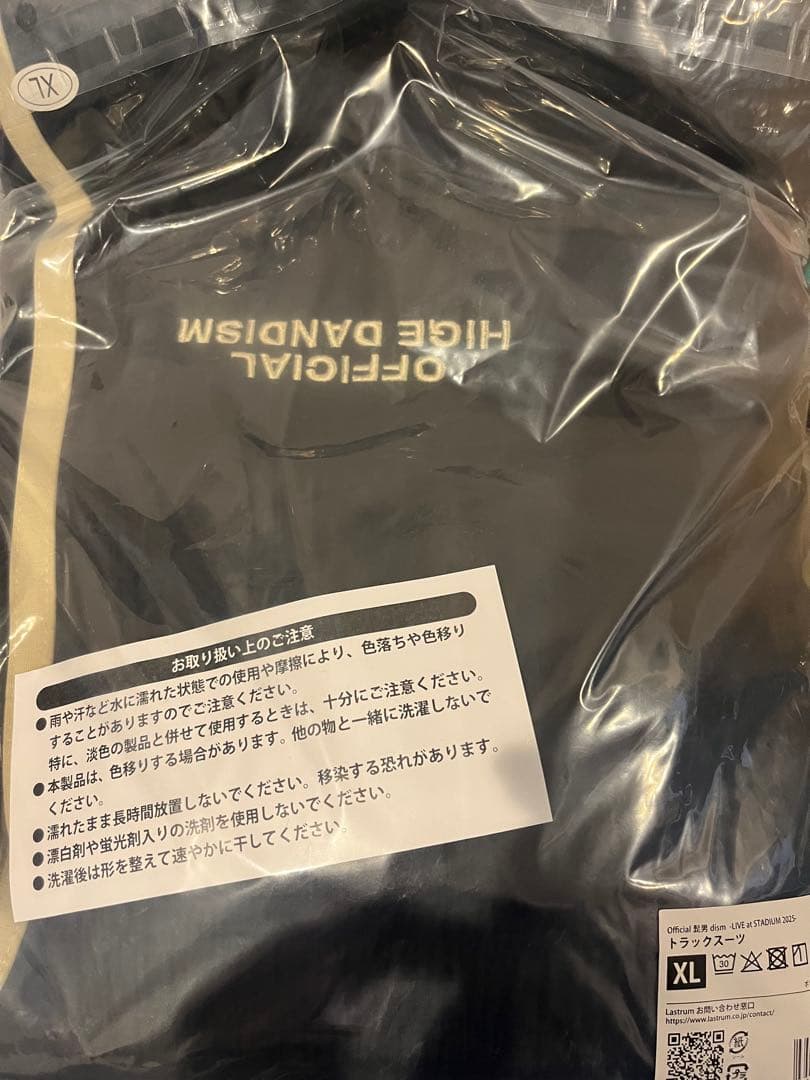 XL
OFFICIAL
HIGE DANDISM
お取り扱い上のご注意
●雨や汗など水に濡れた状態での使用や摩擦により、色落ちや色移り
することがありますのでご注意ください。
特に、淡色の製品と併せて使用するときは、十分にご注意ください。
●本製品は、色移りする場合があります。他の物と一緒に洗濯しないで
ください。
●濡れたまま長時間放置しないでください。移染する恐れがあります。
●漂白剤や蛍光剤入りの洗剤を使用しないでください。
●洗濯後は形を整えて速やかに干してください。
Official 髭男 dism -LIVE at STADIUM 2025-
トラックスーツ
XL
30
Lastrum お問い合わせ窓口
https://www.lastrum.co.jp/contact/
紙
プラ